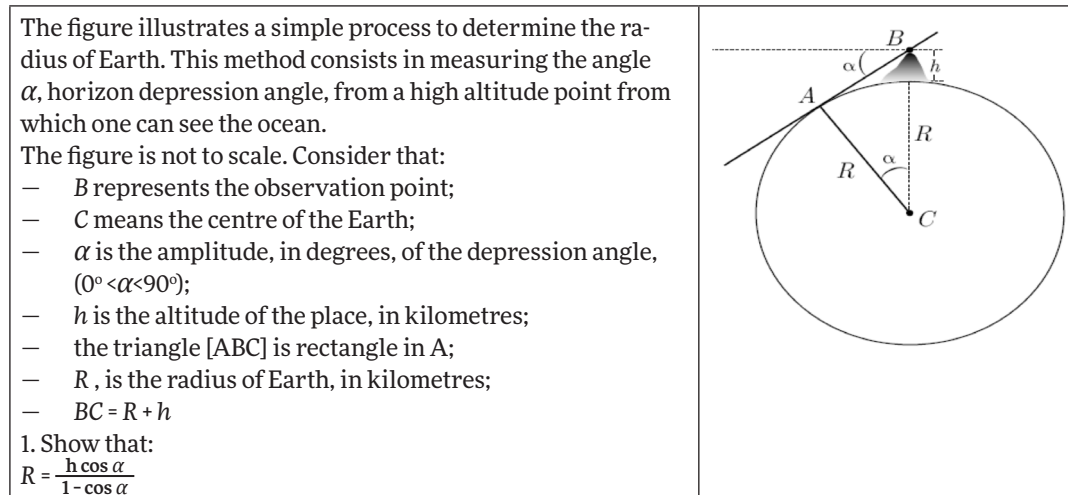 The figure illustrates a simple process to determine the ra-
dius of Earth. This method consists in measuring the angle
α, horizon depression angle, from a high altitude point from
which one can see the ocean.
The figure is not to scale. Consider that:
— B represents the observation point;
— C means the centre of the Earth;
— α is the amplitude, in degrees, of the depression angle,
(0° <α<90°);
— h is the altitude of the place, in kilometres;
— the triangle [ABC] is rectangle in A;
— R , is the radius of Earth, in kilometres;
— BC = R + h
1. Show that:
R = h cos α / 1 - cos α
B
α
h
A
R
α
R
C